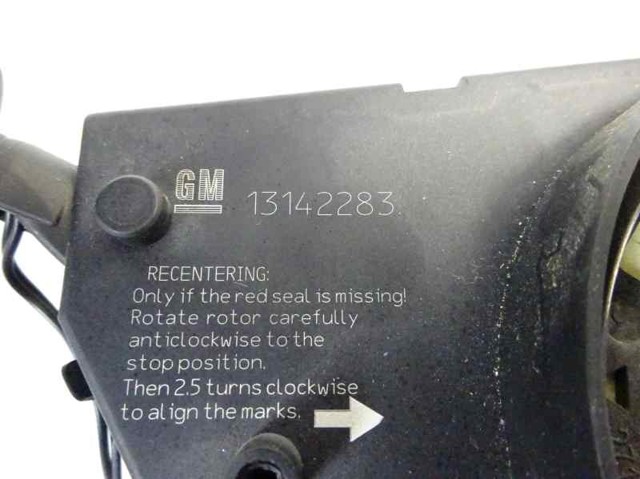 GM 13142283
RECENTERING:
Only if the red seal is missing!
Rotate rotor carefully
anticlockwise to the
stop position.
Then 2.5 turns clockwise
to align the marks.